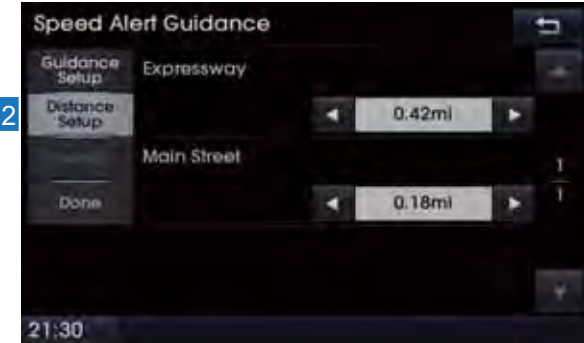 Speed Alert Guidance
Guidance
Setup
Expressway
2
Distance
Setup
0.42mi
Main Street
1
1
Done
0.18mi
21:30